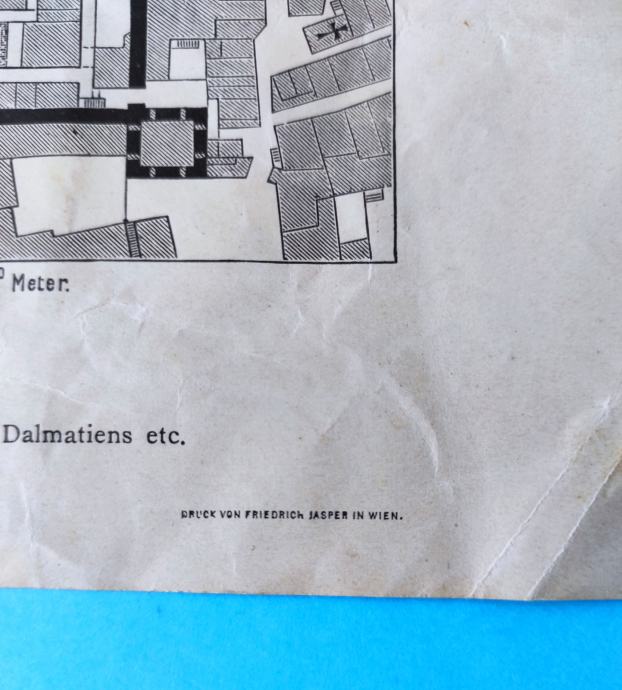 Meter.
Dalmatiens etc.
DRUCK VON FRIEDRICH JASPER IN WIEN.